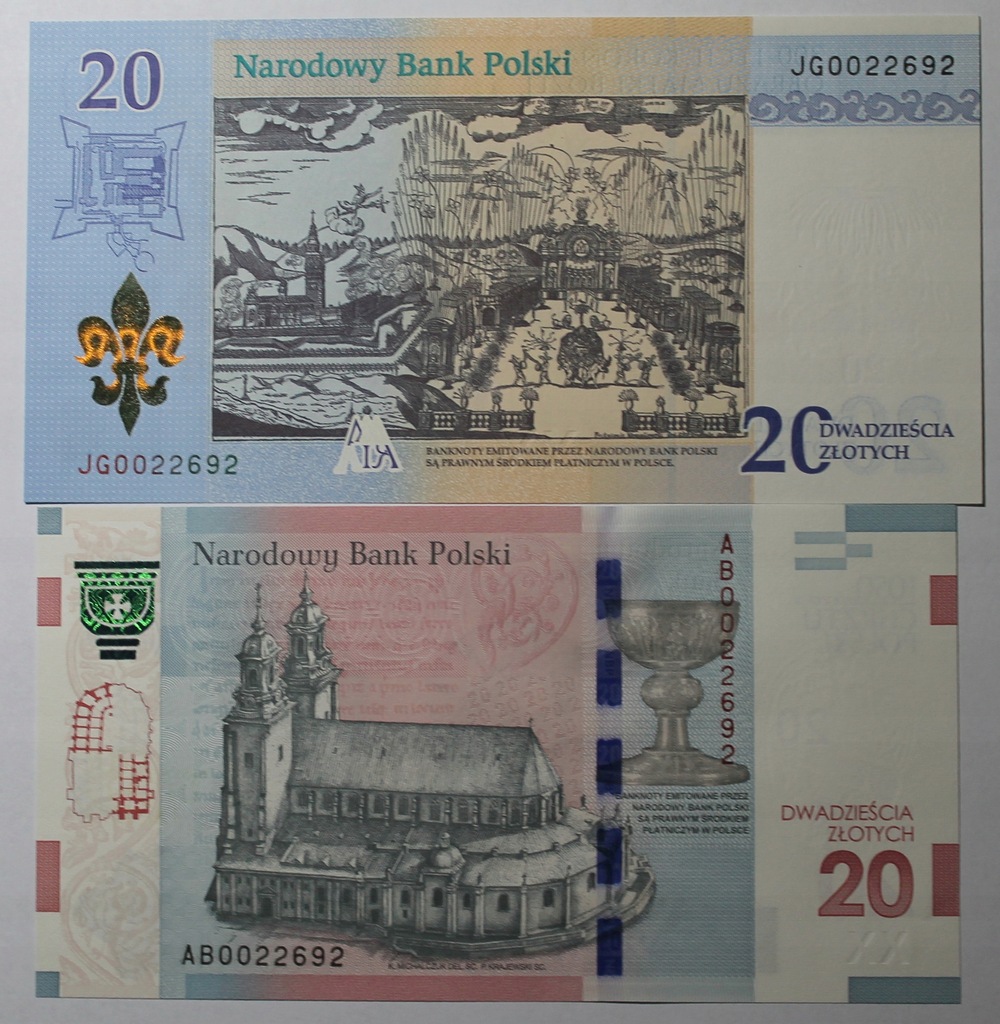 20
Narodowy Bank Polski
JG0022692
JG0022692
BANKNOTY EMITOWANE PRZEZ NARODOWY BANK POLSKI
SĄ PRAWNYM ŚRODKIEM PŁATNICZYM W POLSCE.
20
DWADZIEŚCIA
ZŁOTYCH
Narodowy Bank Polski
AB0022692
BANKNOTY EMITOWANE PRZEZ
NARODOWY BANK POLSKI
SĄ PRAWNYM ŚRODKIEM
PŁATNICZYM W POLSCE
DWADZIEŚCIA
ZŁOTYCH
20
AB0022692
K. MICHALCZUK DEL. SC. P. KRAJEWSKI SC.